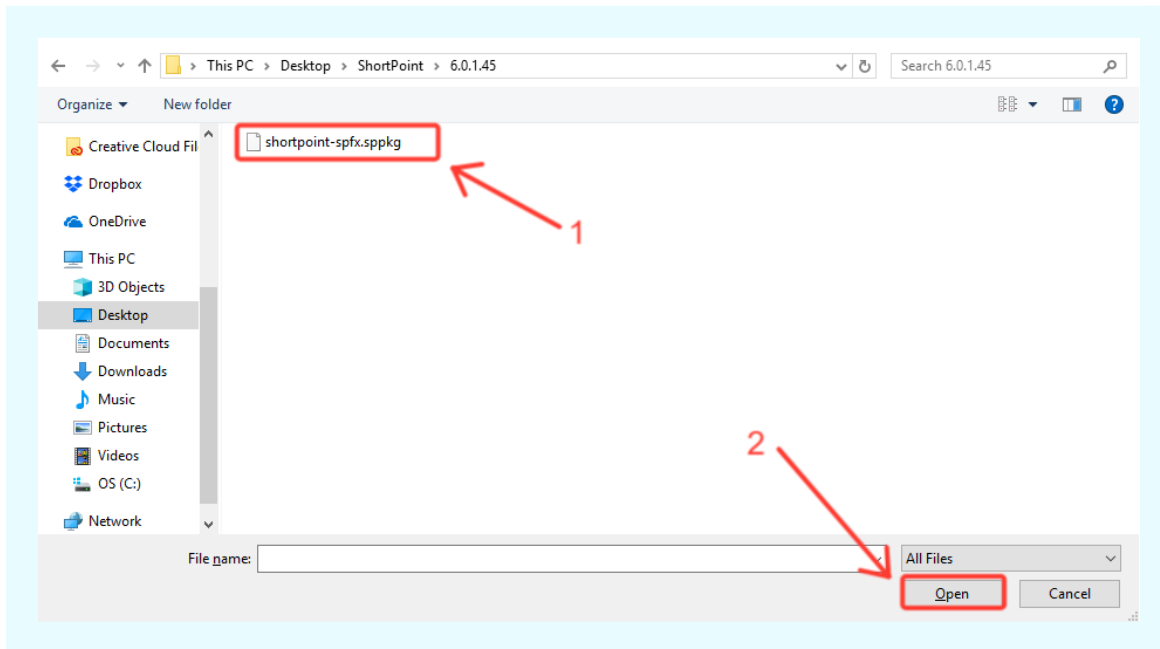 This PC > Desktop > ShortPoint > 6.0.1.45
Search 6.0.1.45
Organize
New folder
?
Creative Cloud Fil
shortpoint-spfx.sppkg
Dropbox
OneDrive
1
This PC
3D Objects
Desktop
Documents
Downloads
Music
Pictures
2
Videos
OS (C:)
Network
File name:
All Files
Open
Cancel